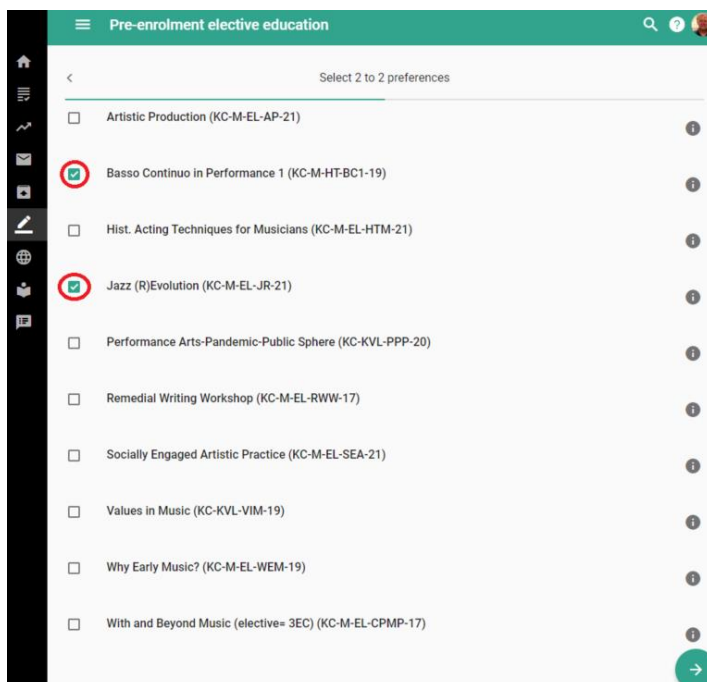 Pre-enrolment elective education
Select 2 to 2 preferences
Artistic Production (KC-M-EL-AP-21)
Basso Continuo in Performance 1 (KC-M-HT-BC1-19)
Hist. Acting Techniques for Musicians (KC-M-EL-HTM-21)
Jazz (R)Evolution (KC-M-EL-JR-21)
Performance Arts-Pandemic-Public Sphere (KC-KVL-PPP-20)
Remedial Writing Workshop (KC-M-EL-RWW-17)
Socially Engaged Artistic Practice (KC-M-EL-SEA-21)
Values in Music (KC-KVL-VIM-19)
Why Early Music? (KC-M-EL-WEM-19)
With and Beyond Music (elective= 3EC) (KC-M-EL-CPMP-17)